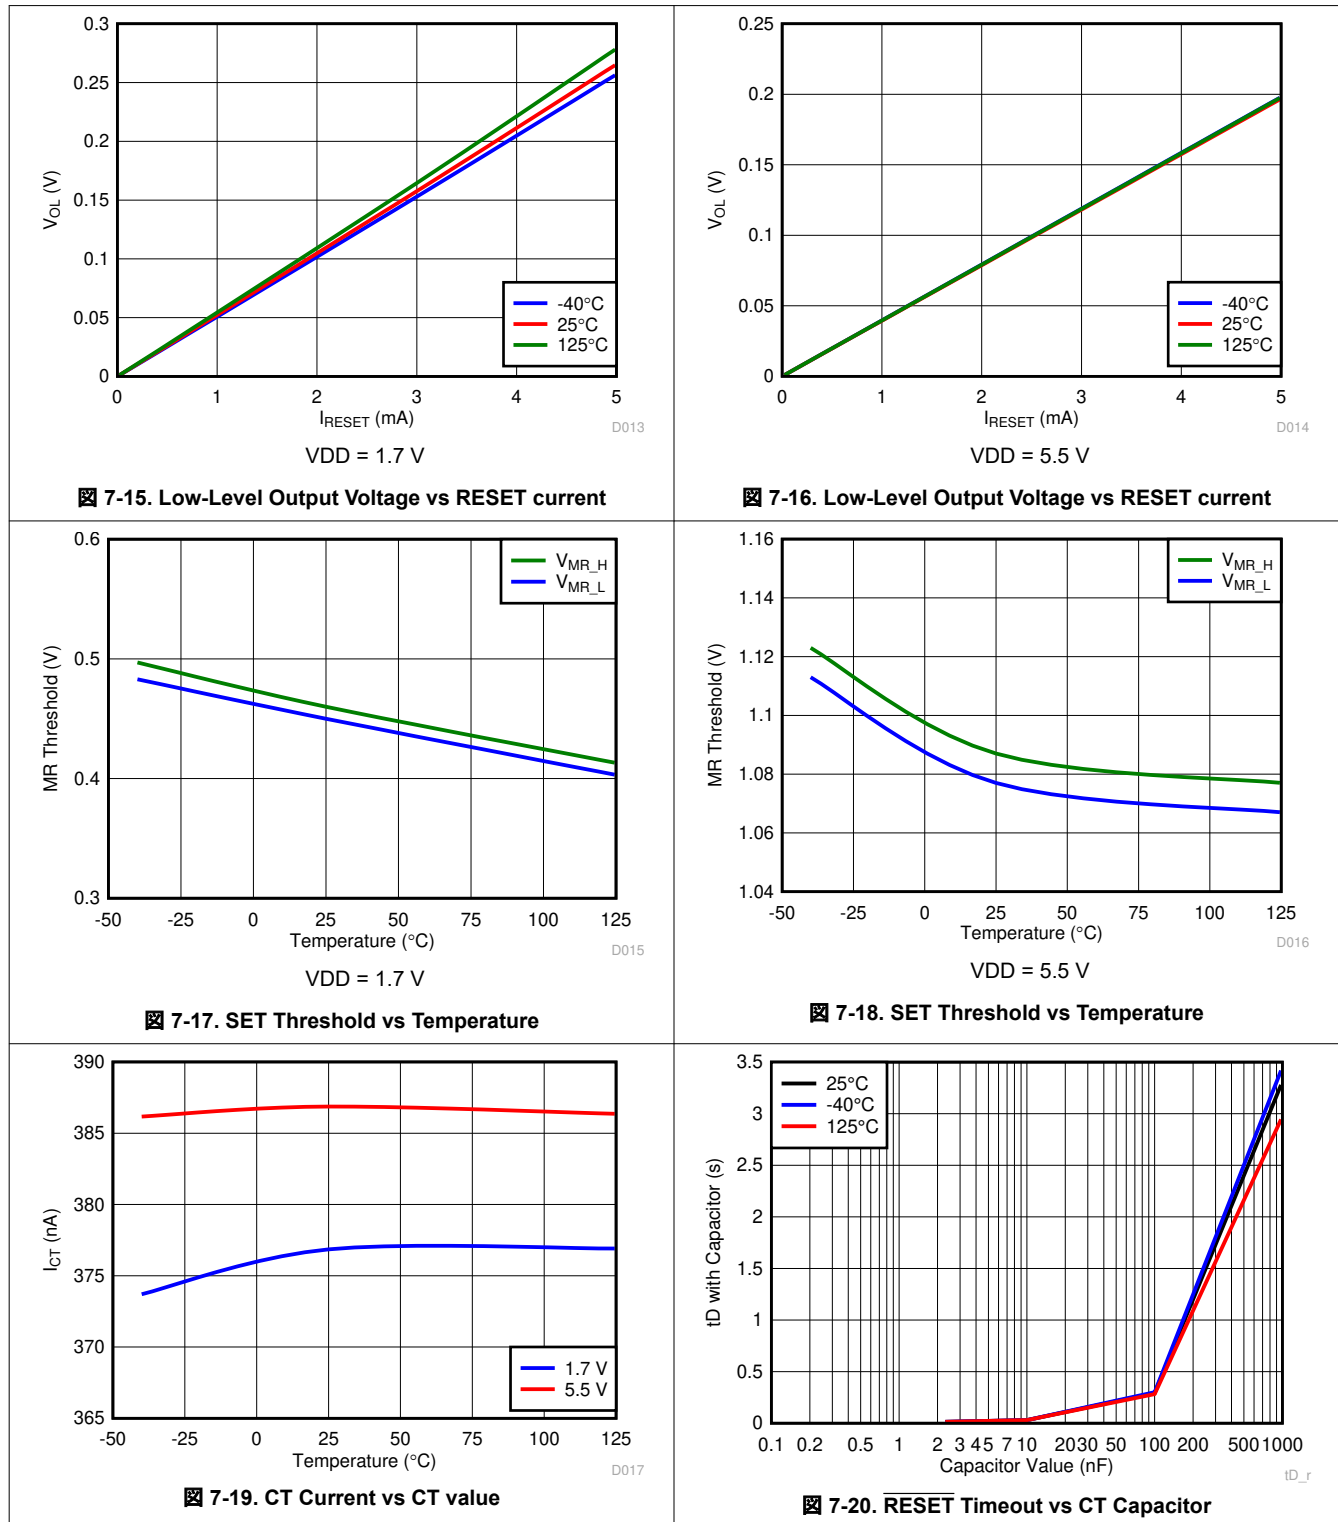 0.3
0.25
0.2
0.15
0.1
0.05
0
V_OL (V)
-40°C
25°C
125°C
0 1 2 3 4 5
I_RESET (mA)
D013
VDD = 1.7 V
図 7-15. Low-Level Output Voltage vs RESET current
0.25
0.2
0.15
0.1
0.05
0
V_OL (V)
-40°C
25°C
125°C
0 1 2 3 4 5
I_RESET (mA)
D014
VDD = 5.5 V
図 7-16. Low-Level Output Voltage vs RESET current
0.6
0.5
0.4
0.3
MR Threshold (V)
V_MR_H
V_MR_L
-50 -25 0 25 50 75 100 125
Temperature (°C)
D015
VDD = 1.7 V
図 7-17. SET Threshold vs Temperature
1.16
1.14
1.12
1.1
1.08
1.06
1.04
MR Threshold (V)
V_MR_H
V_MR_L
-50 -25 0 25 50 75 100 125
Temperature (°C)
D016
VDD = 5.5 V
図 7-18. SET Threshold vs Temperature
390
385
380
375
370
365
I_CT (nA)
1.7 V
5.5 V
-50 -25 0 25 50 75 100 125
Temperature (°C)
D017
図 7-19. CT Current vs CT value
3.5
3
2.5
2
1.5
1
0.5
0
tD with Capacitor (s)
25°C
-40°C
125°C
0.1 0.2 0.5 1 2 3 4 5 7 10 20 30 50 100 200 500 1000
Capacitor Value (nF)
tD_r
図 7-20. RESET Timeout vs CT Capacitor